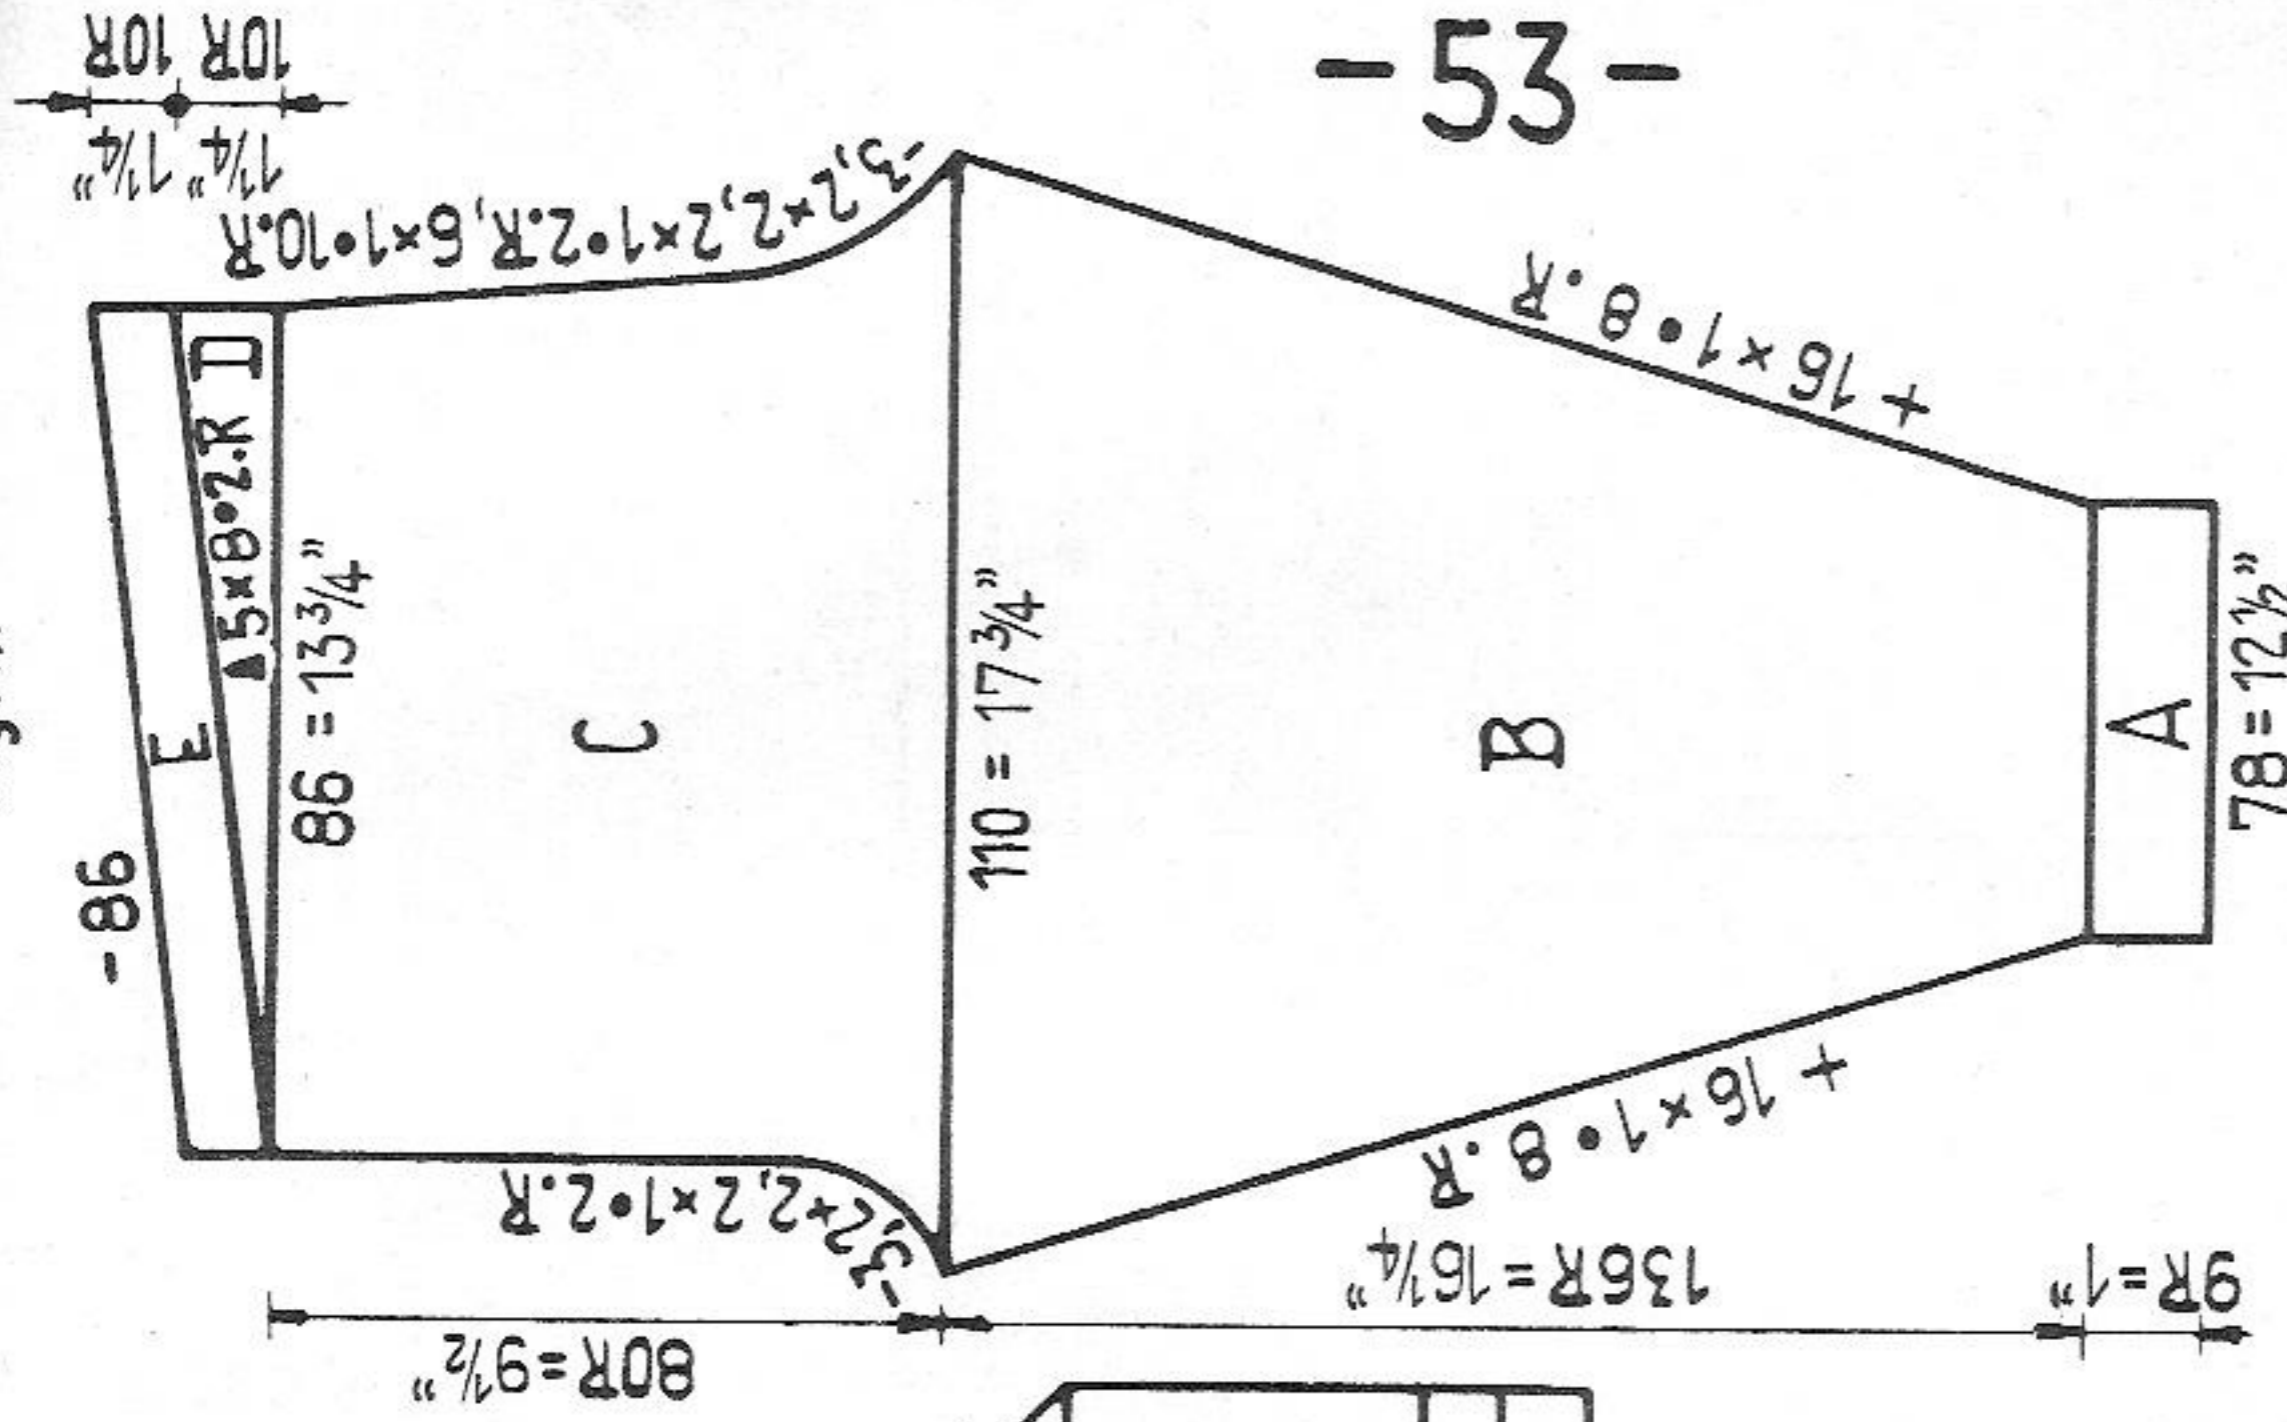 -53-
10R 10R
1¼" 1¼"
-3, 2×2, 2×1•2.R, 6×1•10.R
+ 16×1•8.R
D
▲5×8•2.R
E
-86
86 = 13¾"
C
110 = 17¾"
B
A
78=12½"
-3, 2×2, 2×1•2.R
+ 16×1•8.R
80R=9½"
136R=16¼"
9R=1"